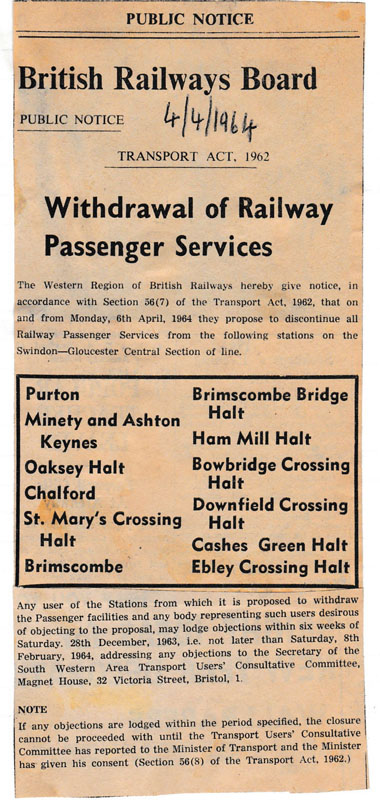 PUBLIC NOTICE
British Railways Board
PUBLIC NOTICE
4/4/1964
TRANSPORT ACT, 1962
Withdrawal of Railway
Passenger Services
The Western Region of British Railways hereby give notice, in
accordance with Section 56(7) of the Transport Act, 1962, that on
and from Monday, 6th April, 1964 they propose to discontinue all
Railway Passenger Services from the following stations on the
Swindon—Gloucester Central Section of line.
Purton
Minety and Ashton
Keynes
Oaksey Halt
Chalford
St. Mary's Crossing
Halt
Brimscombe
Brimscombe Bridge
Halt
Ham Mill Halt
Bowbridge Crossing
Halt
Downfield Crossing
Halt
Cashes Green Halt
Ebley Crossing Halt
Any user of the Stations from which it is proposed to withdraw
the Passenger facilities and any body representing such users desirous
of objecting to the proposal, may lodge objections within six weeks of
Saturday. 28th December, 1963, i.e. not later than Saturday, 8th
February, 1964, addressing any objections to the Secretary of the
South Western Area Transport Users' Consultative Committee,
Magnet House, 32 Victoria Street, Bristol, 1.
NOTE
If any objections are lodged within the period specified, the closure
cannot be proceeded with until the Transport Users' Consultative
Committee has reported to the Minister of Transport and the Minister
has given his consent (Section 56(8) of the Transport Act, 1962.)